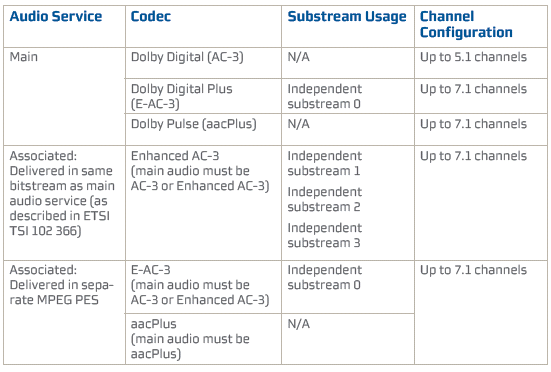 Audio Service Codec Substream Usage Channel
Configuration
Main Dolby Digital (AC-3) N/A Up to 5.1 channels
Dolby Digital Plus Independent Up to 7.1 channels
(E-AC-3) substream 0
Dolby Pulse (aacPlus) N/A Up to 7.1 channels
Associated: Enhanced AC-3 Independent Up to 7.1 channels
Delivered in same (main audio must be substream 1
bitstream as main AC-3 or Enhanced AC-3) Independent
audio service (as substream 2
described in ETSI Independent
TSI 102 366) substream 3
Associated: E-AC-3 Independent Up to 7.1 channels
Delivered in sepa- (main audio must be substream 0
rate MPEG PES AC-3 or Enhanced AC-3)
aacPlus N/A
(main audio must be
aacPlus)